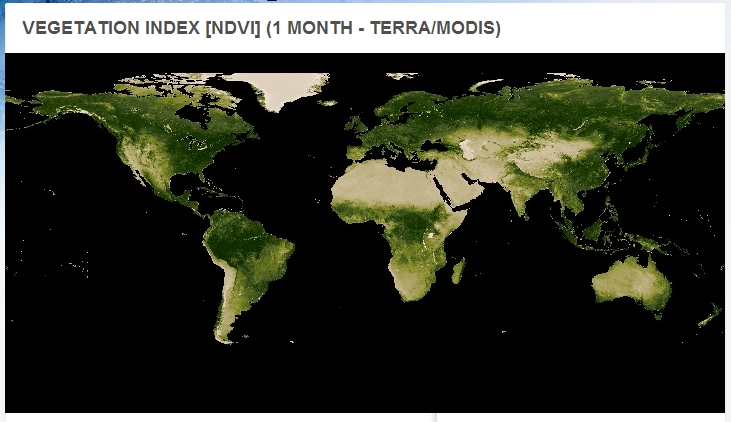 VEGETATION INDEX [NDVI] (1 MONTH - TERRA/MODIS)